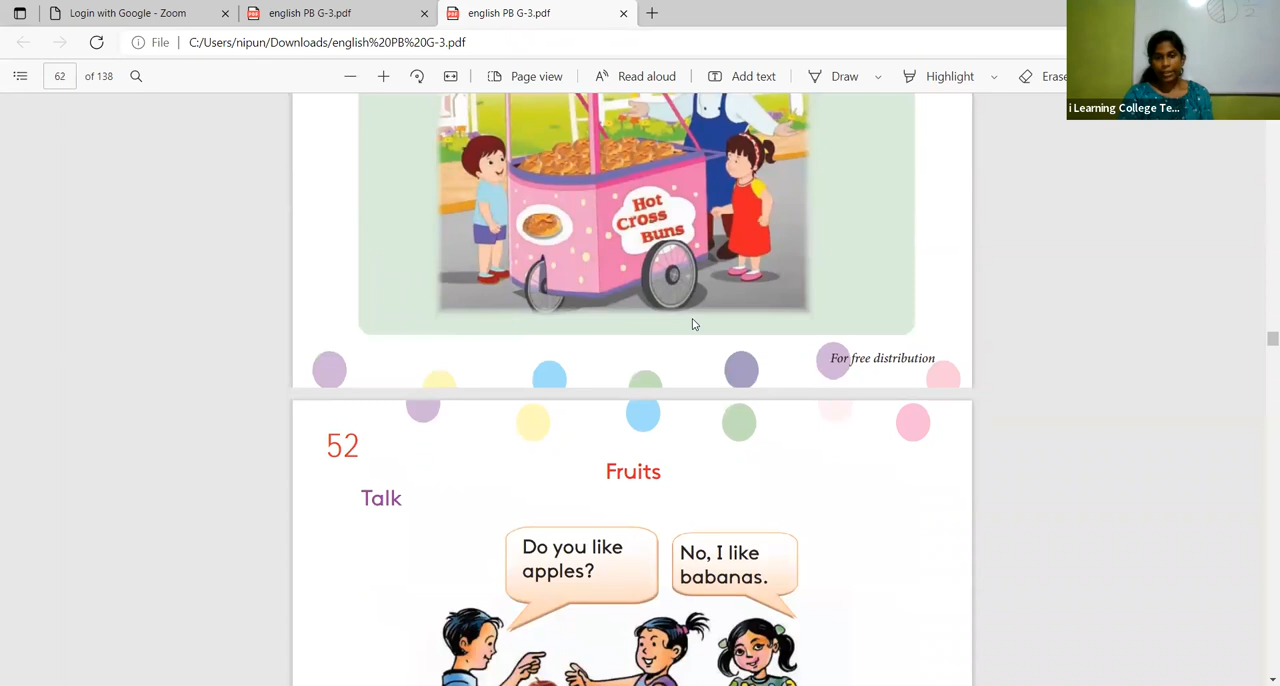 Login with Google - Zoom
english PB G-3.pdf
english PB G-3.pdf
File
C:/Users/nipun/Downloads/english%20PB%20G-3.pdf
62
of 138
Page view
Read aloud
Add text
Draw
Highlight
Erase
i Learning College Te...
Hot
Cross
Buns
For free distribution
52
Fruits
Talk
Do you like
apples?
No, I like
babanas.